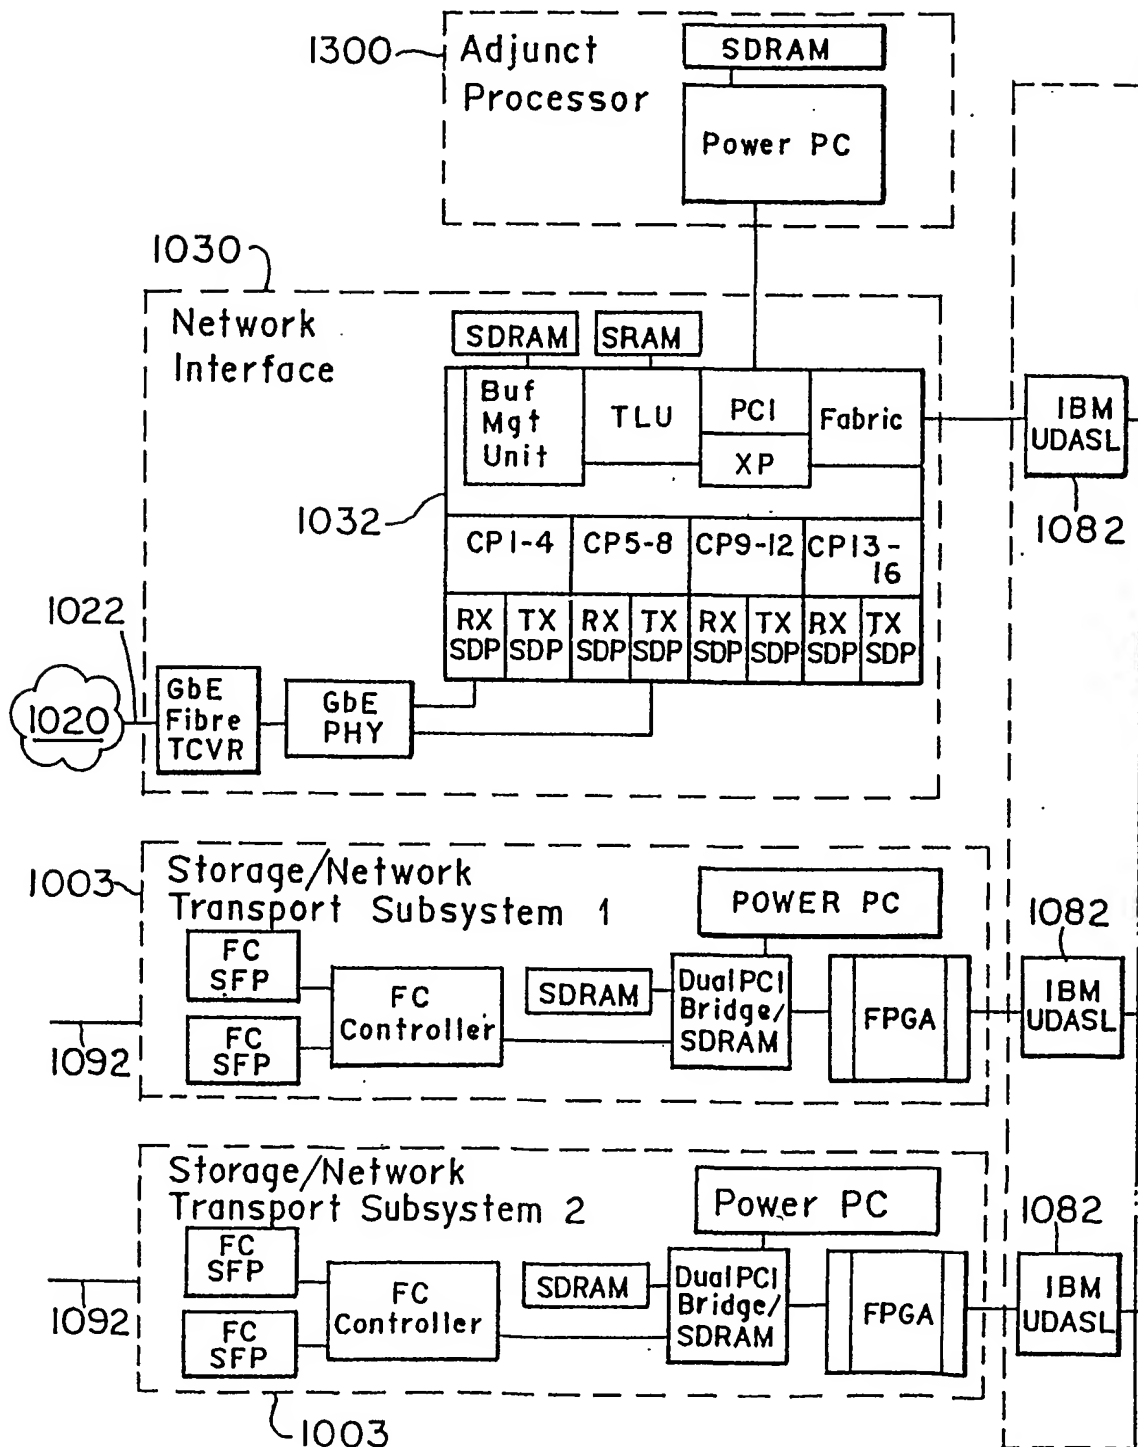 1300
Adjunct
Processor
SDRAM
Power PC
1030
Network
Interface
SDRAM
SRAM
Buf
Mgt
Unit
TLU
PCI
XP
Fabric
IBM
UDASL
1082
1032
CP1-4
CP5-8
CP9-12
CP13-
16
RX
SDP
TX
SDP
RX
SDP
TX
SDP
RX
SDP
TX
SDP
RX
SDP
TX
SDP
1022
1020
GbE
Fibre
TCVR
GbE
PHY
1003
Storage/Network
Transport Subsystem 1
POWER PC
1082
FC
SFP
FC
SFP
FC
Controller
SDRAM
Dual PCI
Bridge/
SDRAM
FPGA
IBM
UDASL
1092
Storage/Network
Transport Subsystem 2
Power PC
1082
FC
SFP
FC
SFP
FC
Controller
SDRAM
Dual PCI
Bridge/
SDRAM
FPGA
IBM
UDASL
1092
1003